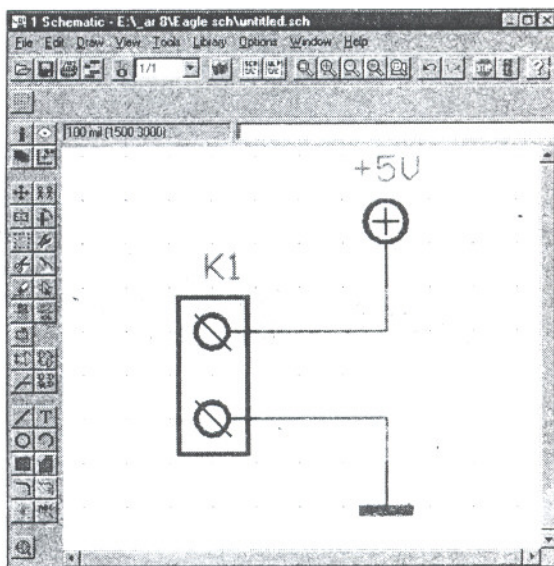 1 Schematic - E:\_ar 8\Eagle sch\untitled.sch
File Edit Draw View Tools Library Options Window Help
1/1
100 mil (1500 3000)
+5V
K1